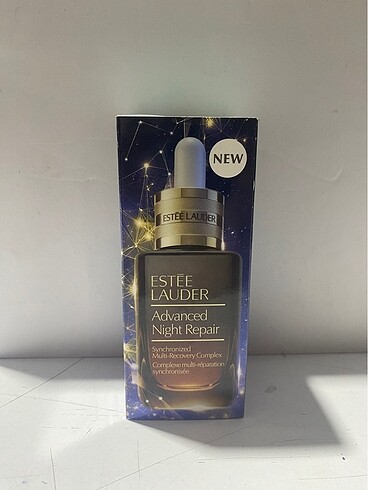 NEW
ESTĒE LAUDER
ESTĒE
LAUDER
Advanced
Night Repair
Synchronized
Multi-Recovery Complex
Complexe multi-réparation
synchronisée